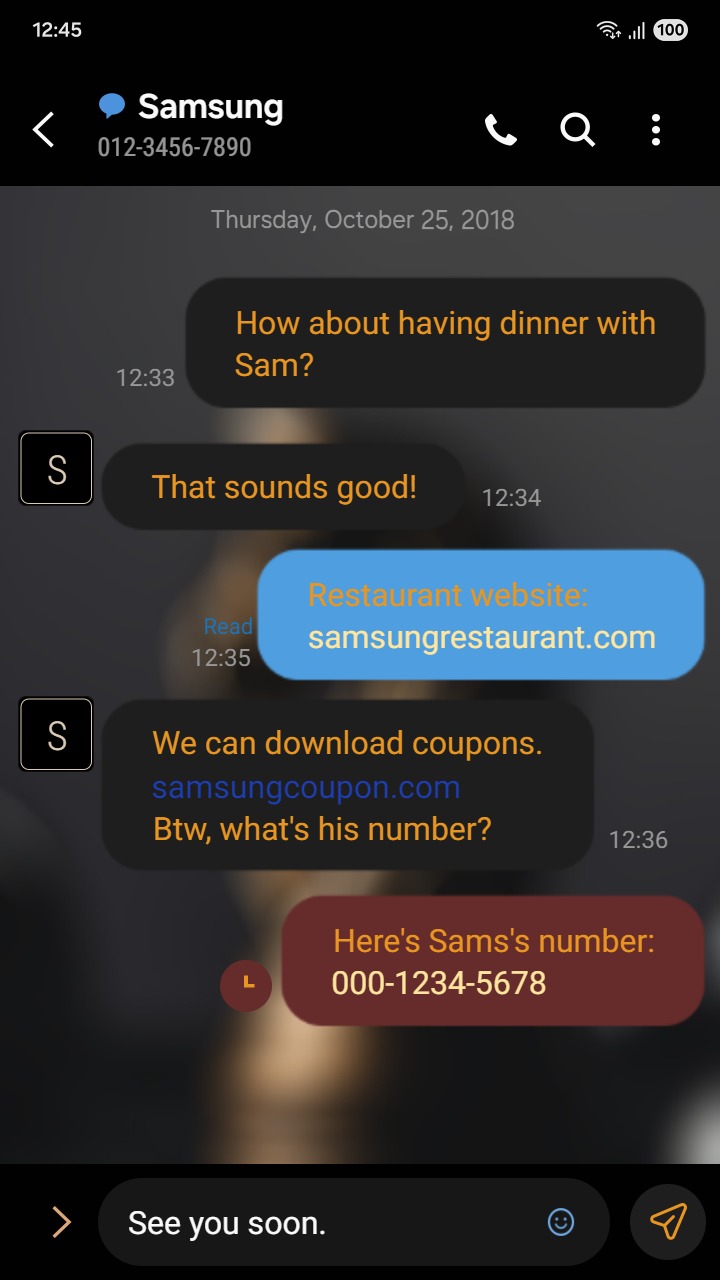 12:45
100
Samsung
012-3456-7890
Thursday, October 25, 2018
How about having dinner with
Sam?
12:33
S
That sounds good!
12:34
Restaurant website:
samsungrestaurant.com
Read
12:35
S
We can download coupons.
samsungcoupon.com
Btw, what's his number?
12:36
Here's Sams's number:
000-1234-5678
See you soon.